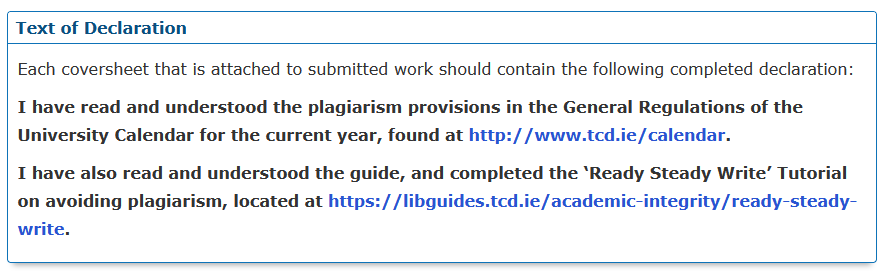 Text of Declaration
Each coversheet that is attached to submitted work should contain the following completed declaration:
I have read and understood the plagiarism provisions in the General Regulations of the
University Calendar for the current year, found at http://www.tcd.ie/calendar.
I have also read and understood the guide, and completed the ‘Ready Steady Write’ Tutorial
on avoiding plagiarism, located at https://libguides.tcd.ie/academic-integrity/ready-steady-
write.